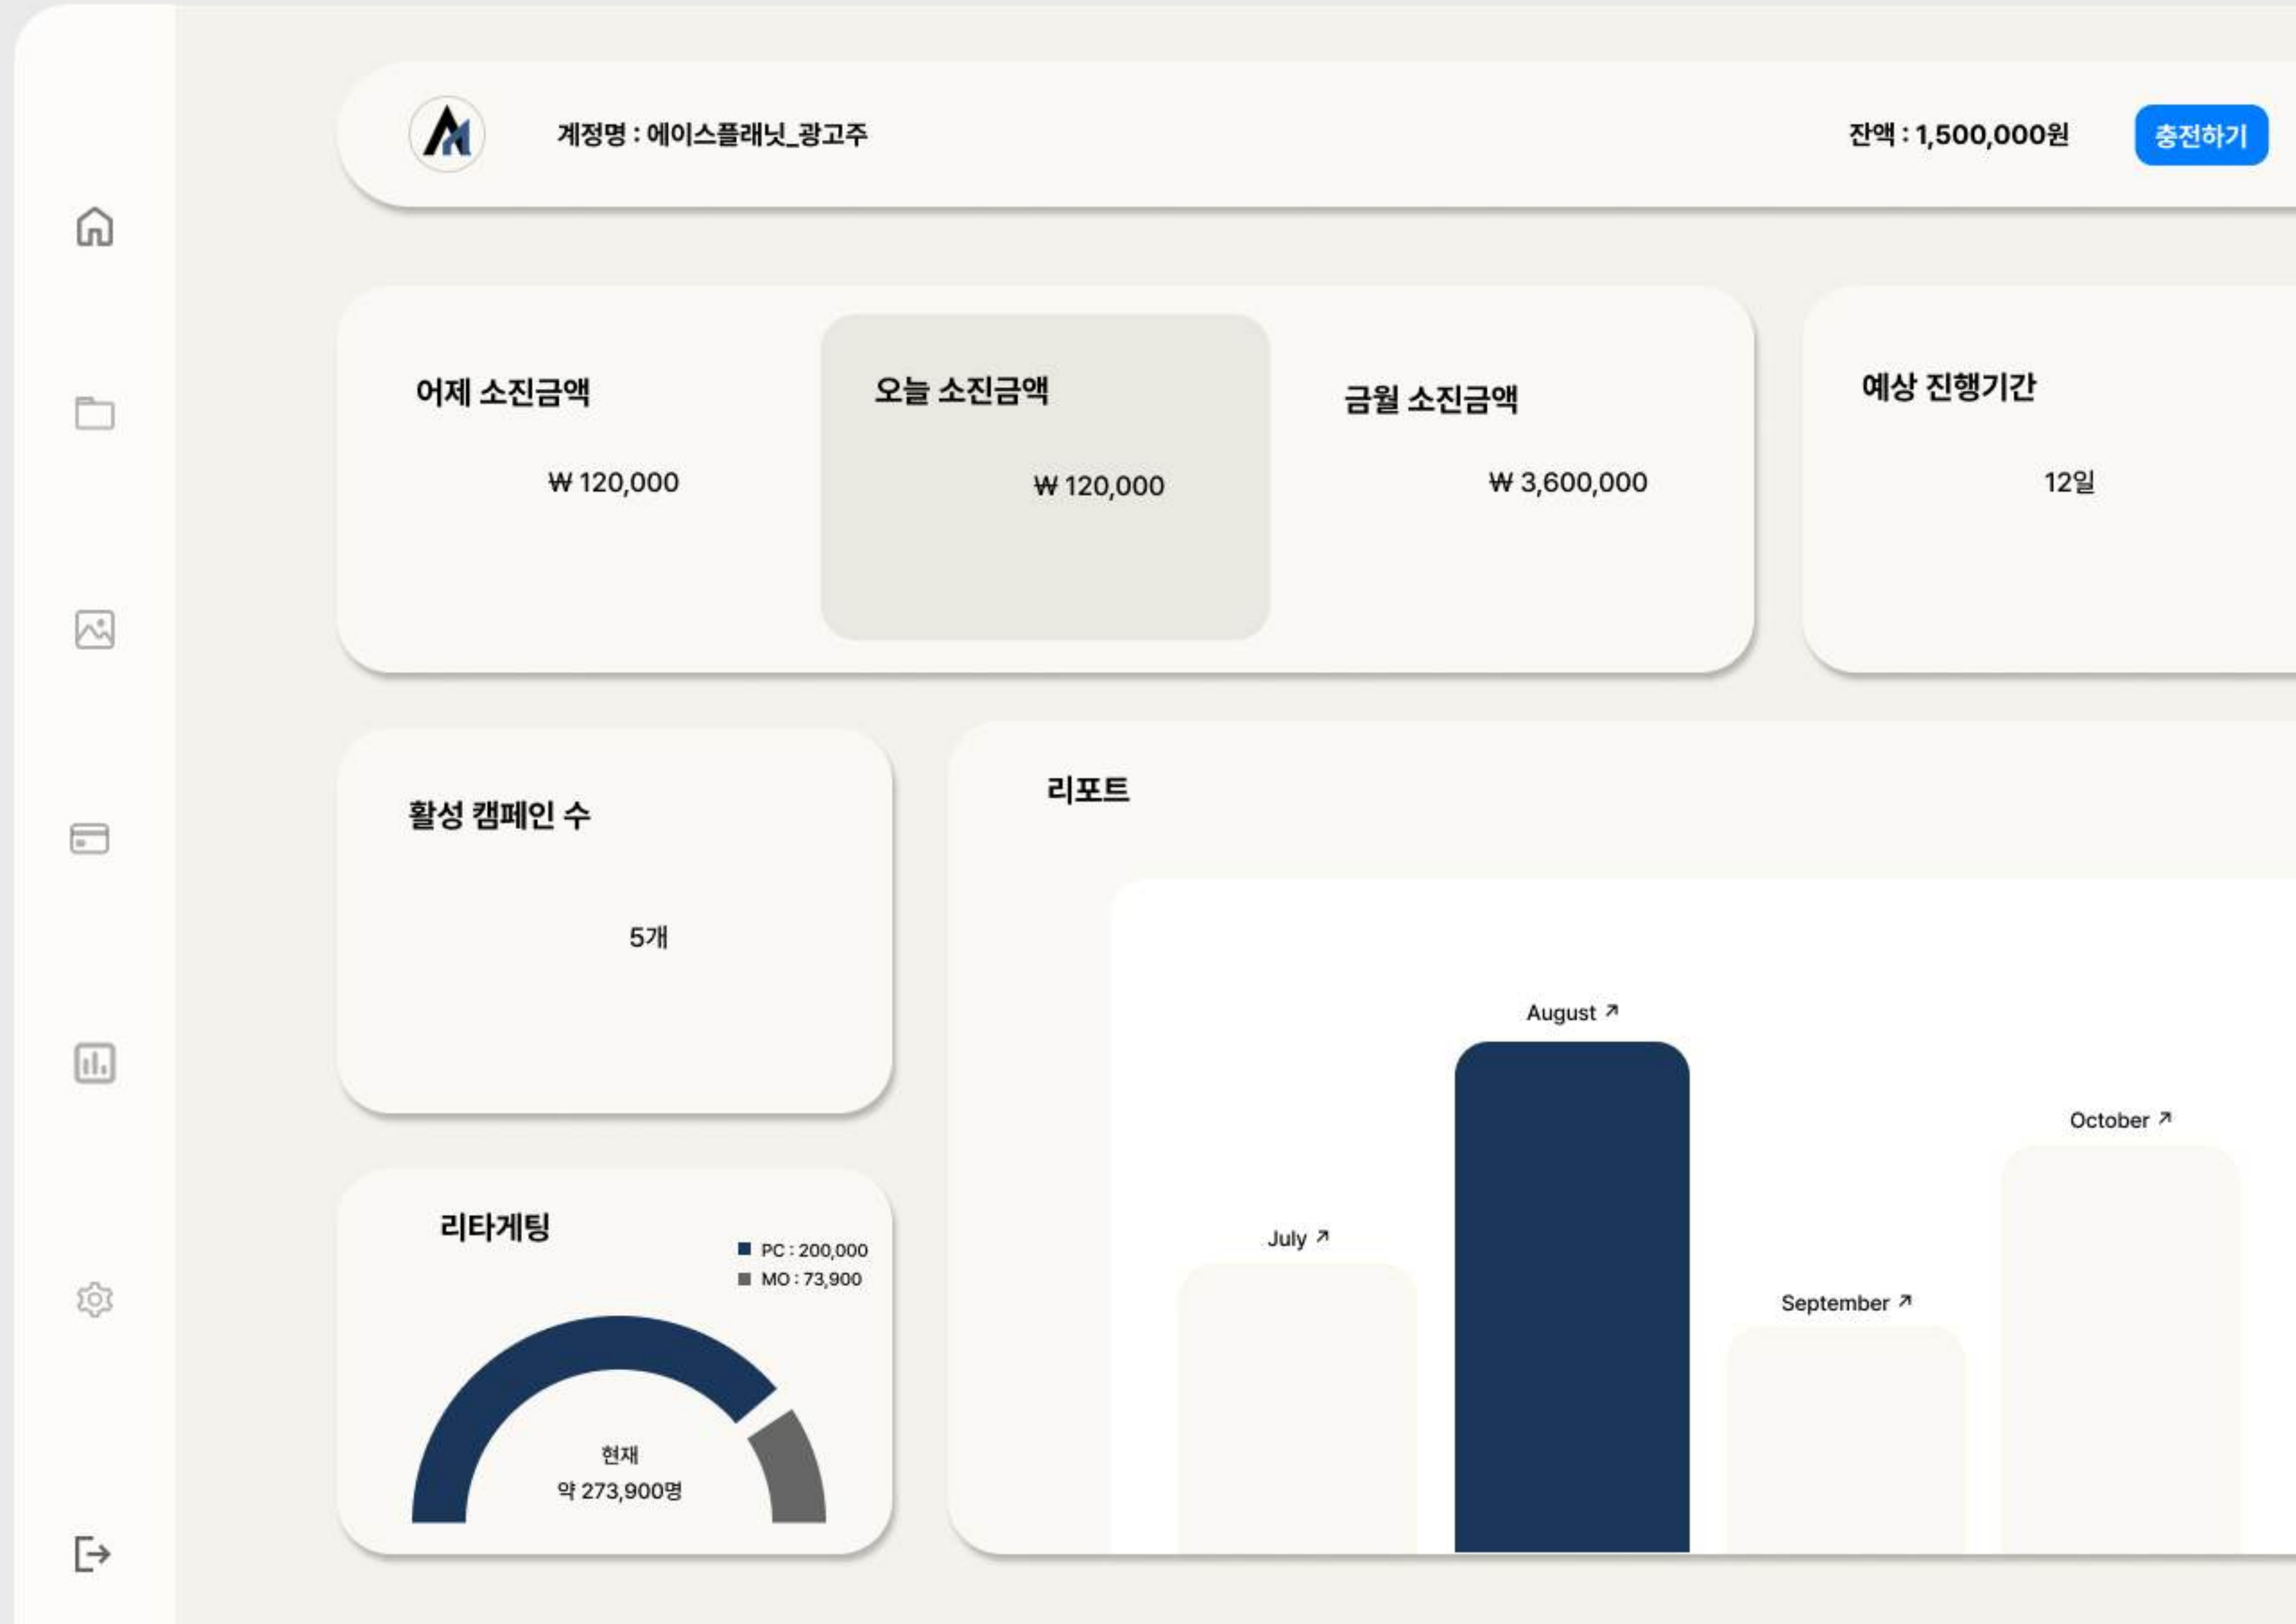 계정명 : 에이스플래닛_광고주
잔액 : 1,500,000원
충전하기
어제 소진금액
₩ 120,000
오늘 소진금액
₩ 120,000
금월 소진금액
₩ 3,600,000
예상 진행기간
12일
활성 캠페인 수
5개
리타게팅
PC : 200,000
MO : 73,900
현재
약 273,900명
리포트
July ↗
August ↗
September ↗
October ↗